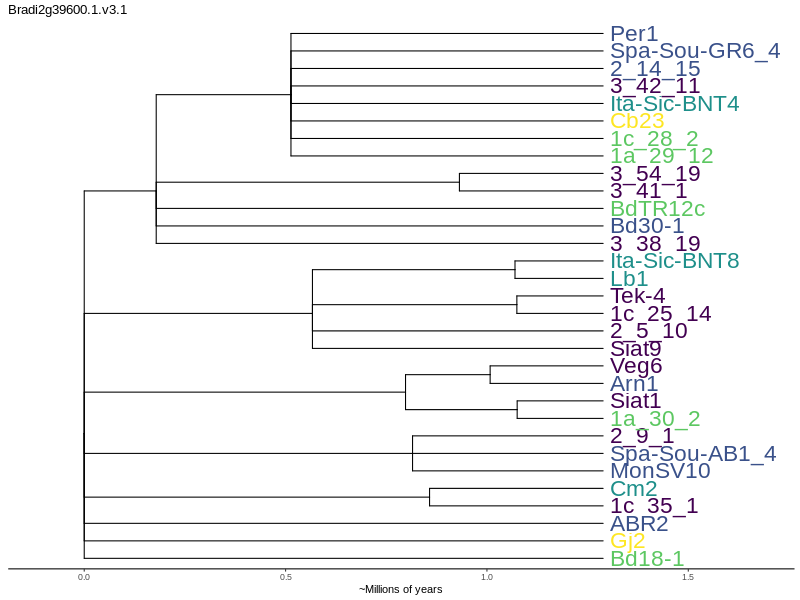 Bradi2g39600.1.v3.1
Per1
Spa-Sou-GR6_4
2_14_15
3_42_11
Ita-Sic-BNT4
Cb23
1c_28_2
1a_29_12
3_54_19
3_41_1
BdTR12c
Bd30-1
3_38_19
Ita-Sic-BNT8
Lb1
Tek-4
1c_25_14
2_5_10
Siat9
Veg6
Arn1
Siat1
1a_30_2
2_9_1
Spa-Sou-AB1_4
MonSV10
Cm2
1c_35_1
ABR2
Gj2
Bd18-1
0.0 0.5 1.0 1.5
~Millions of years